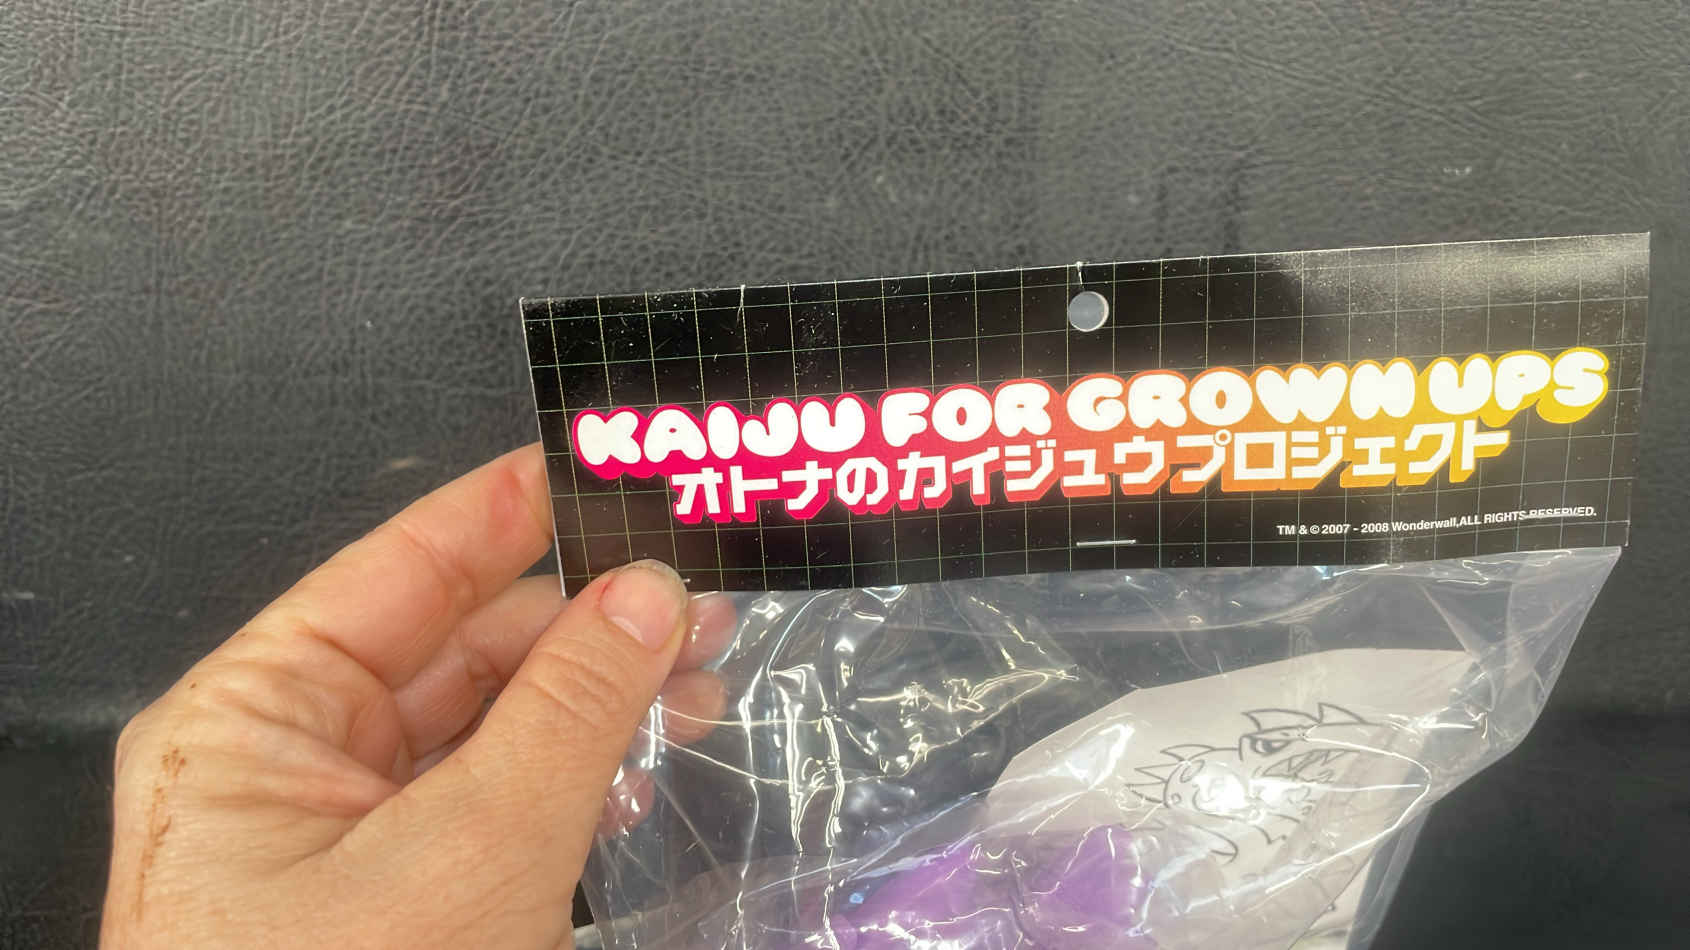 KAIJU FOR GROWN UPS
オトナのカイジュウプロジェクト
TM & © 2007 - 2008 Wonderwall,ALL RIGHTS RESERVED.